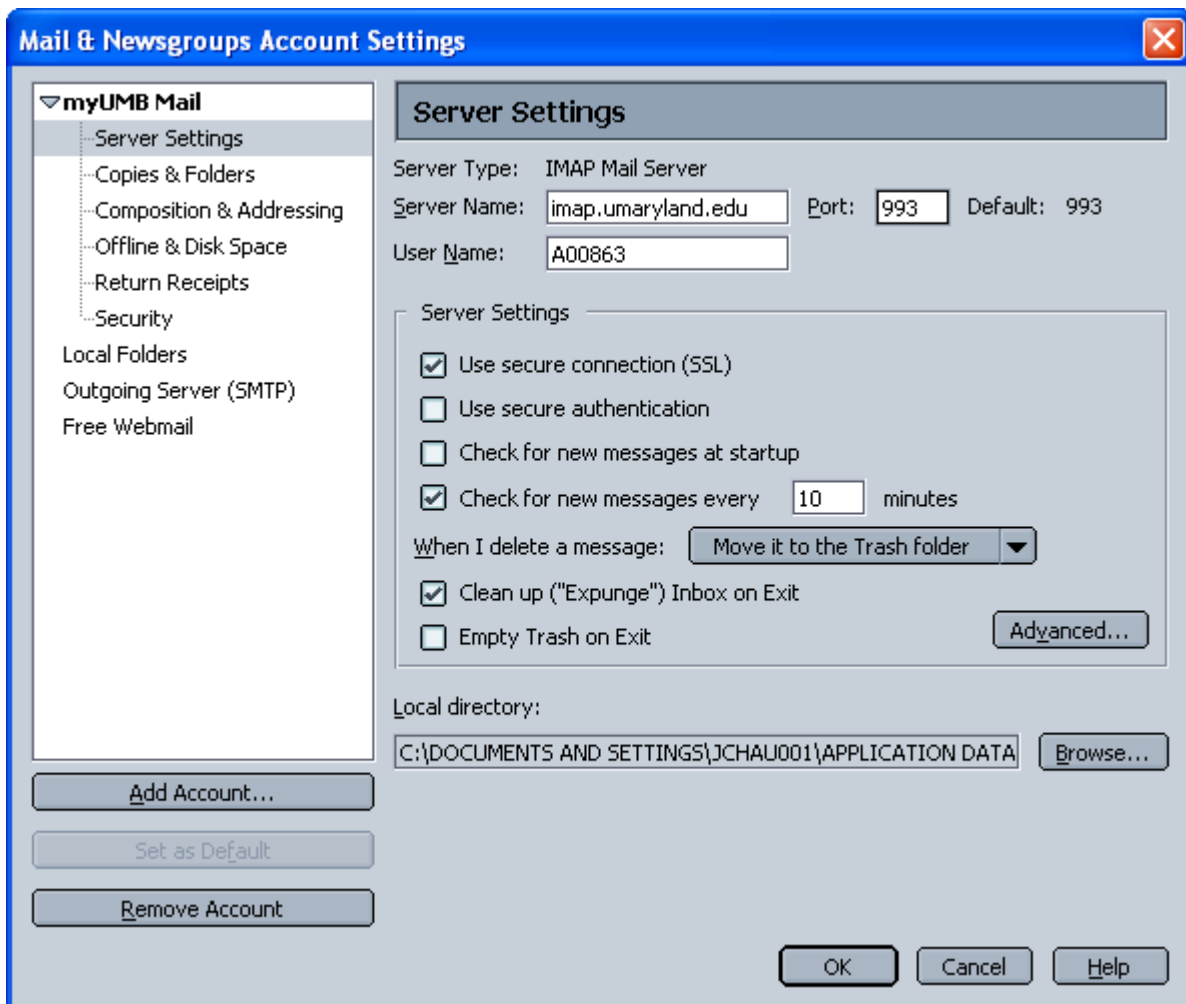 Mail & Newsgroups Account Settings
myUMB Mail
Server Settings
Copies & Folders
Composition & Addressing
Offline & Disk Space
Return Receipts
Security
Local Folders
Outgoing Server (SMTP)
Free Webmail
Add Account...
Set as Default
Remove Account
Server Settings
Server Type: IMAP Mail Server
Server Name: imap.umaryland.edu Port: 993 Default: 993
User Name: A00863
Server Settings
Use secure connection (SSL)
Use secure authentication
Check for new messages at startup
Check for new messages every 10 minutes
When I delete a message: Move it to the Trash folder
Clean up ("Expunge") Inbox on Exit
Empty Trash on Exit
Advanced...
Local directory:
C:\DOCUMENTS AND SETTINGS\JCHAU001\APPLICATION DATA Browse...
OK Cancel Help